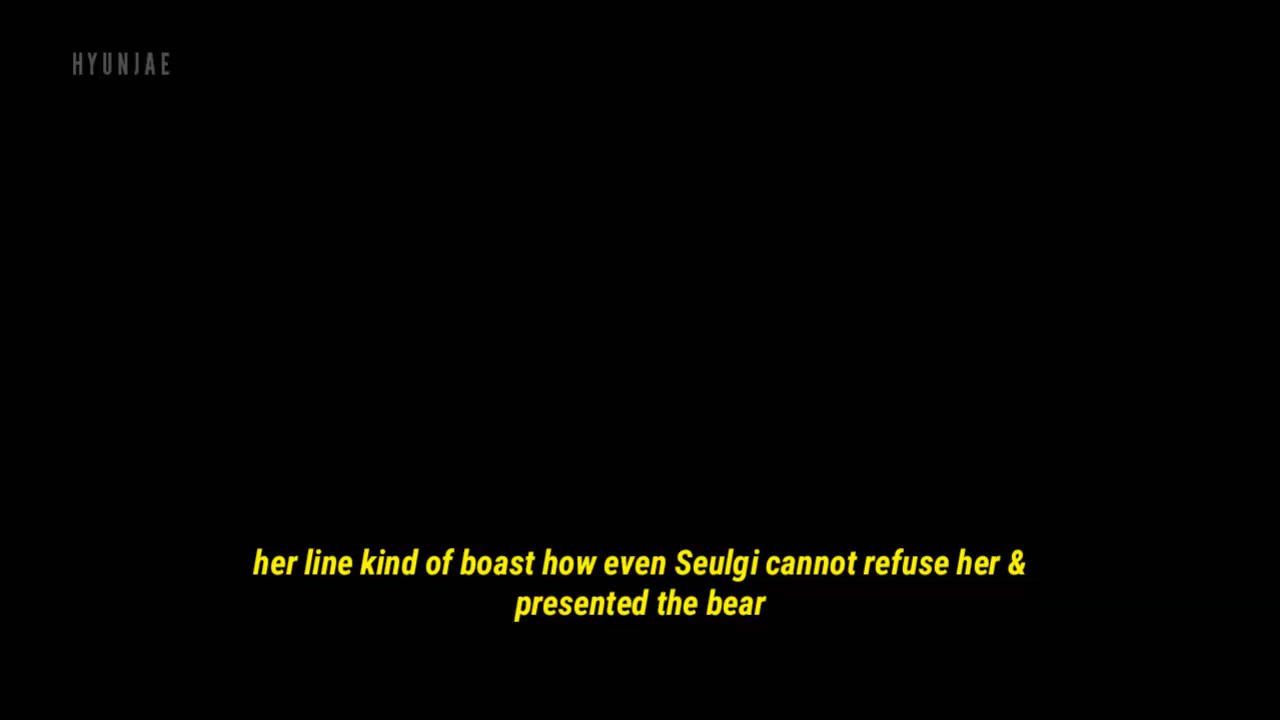 HYUNJAE
her line kind of boast how even Seulgi cannot refuse her &
presented the bear